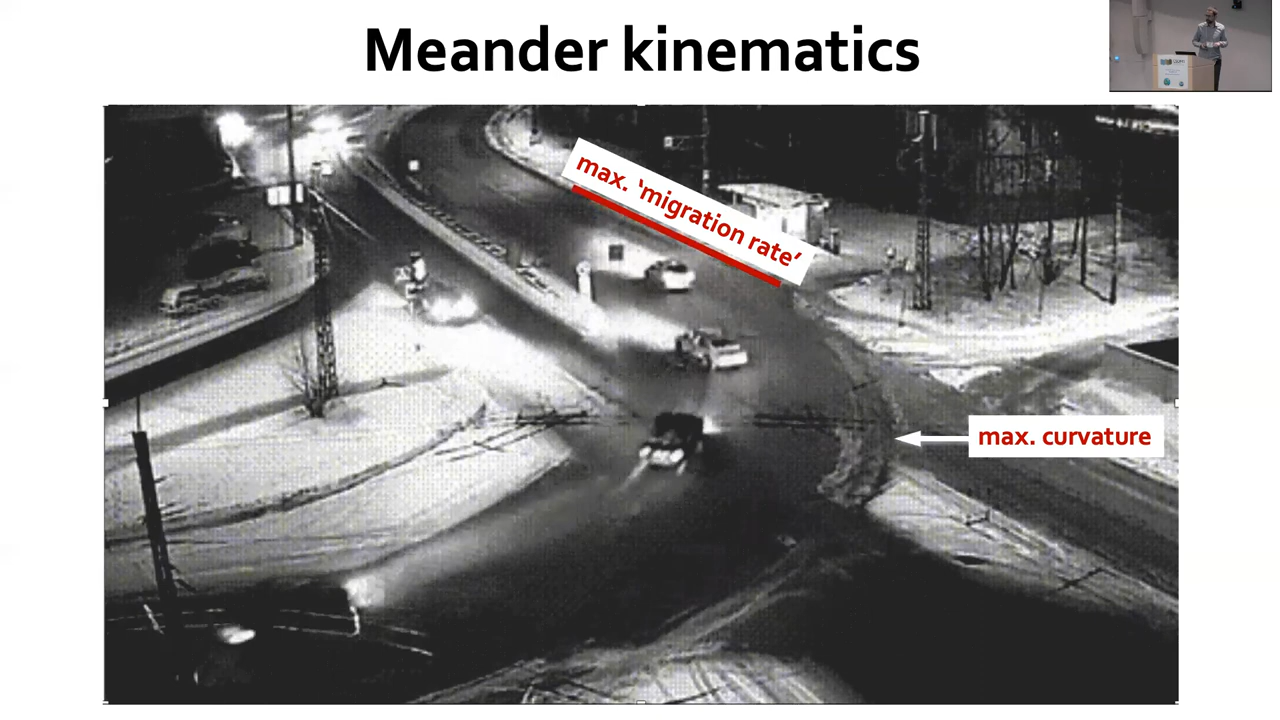 Meander kinematics
max. ‘migration rate’
max. curvature